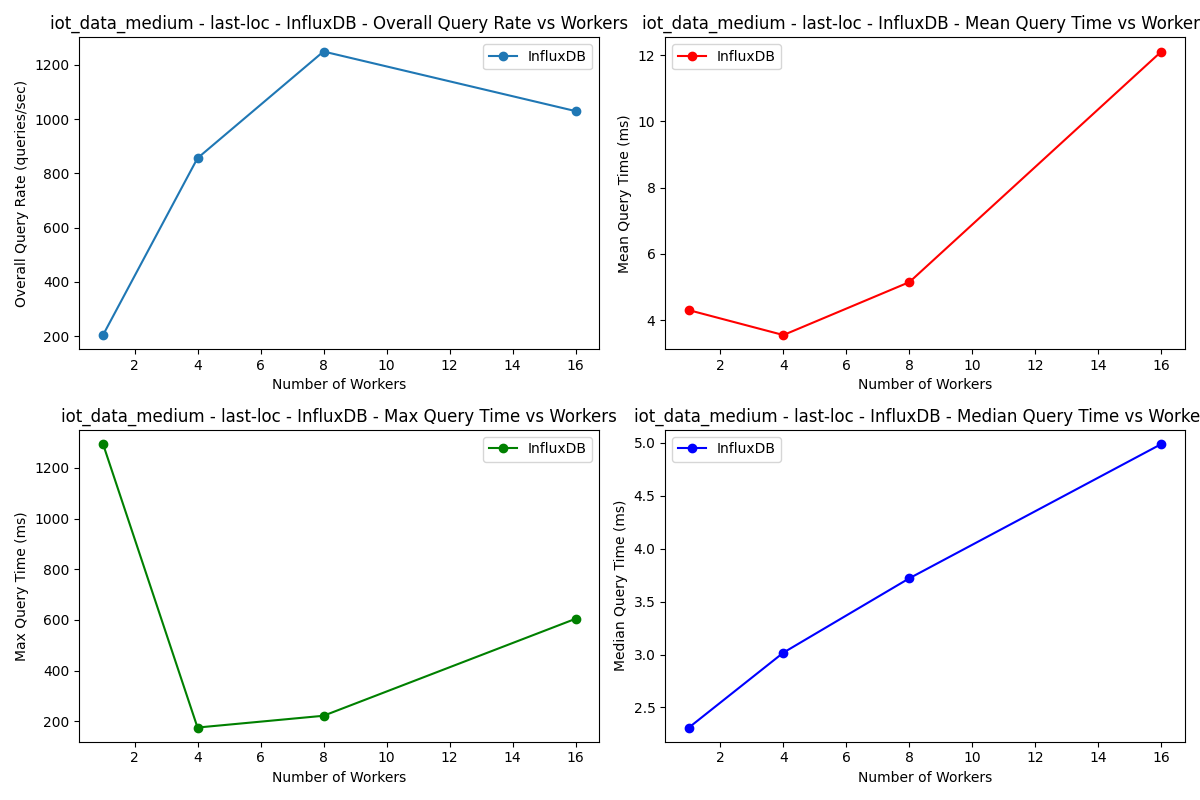 iot_data_medium - last-loc - InfluxDB - Overall Query Rate vs Workers
InfluxDB
Overall Query Rate (queries/sec)
1200
1000
800
600
400
200
2 4 6 8 10 12 14 16
Number of Workers
iot_data_medium - last-loc - InfluxDB - Mean Query Time vs Worker
InfluxDB
Mean Query Time (ms)
12
10
8
6
4
2 4 6 8 10 12 14 16
Number of Workers
iot_data_medium - last-loc - InfluxDB - Max Query Time vs Workers
InfluxDB
Max Query Time (ms)
1200
1000
800
600
400
200
2 4 6 8 10 12 14 16
Number of Workers
iot_data_medium - last-loc - InfluxDB - Median Query Time vs Worke
InfluxDB
Median Query Time (ms)
5.0
4.5
4.0
3.5
3.0
2.5
2 4 6 8 10 12 14 16
Number of Workers